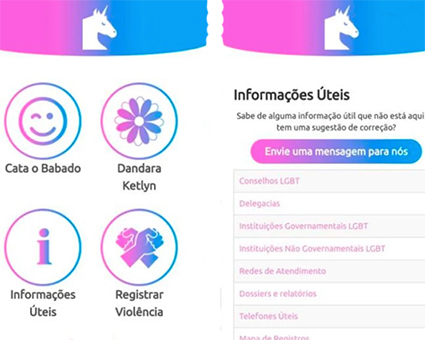 Cata o Babado
Dandara
Ketlyn
Informações
Úteis
Registrar
Violência
Informações Úteis
Sabe de alguma informação útil que não está aqui
tem uma sugestão de correção?
Envie uma mensagem para nós
Conselhos LGBT
Delegacias
Instituições Governamentais LGBT
Instituições Não Governamentais LGBT
Redes de Atendimento
Dossiers e relatórios
Telefones Úteis
Mapa de Registros